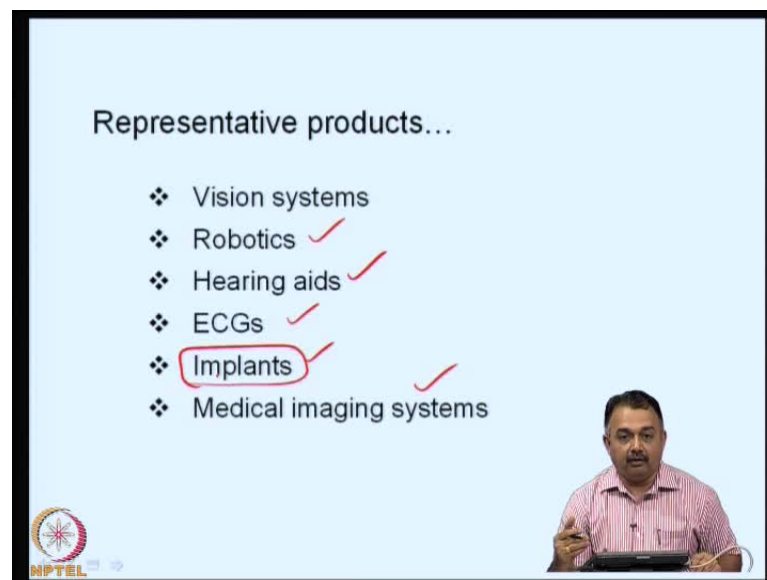 Representative products...
Vision systems
Robotics
Hearing aids
ECGs
Implants
Medical imaging systems
NPTEL